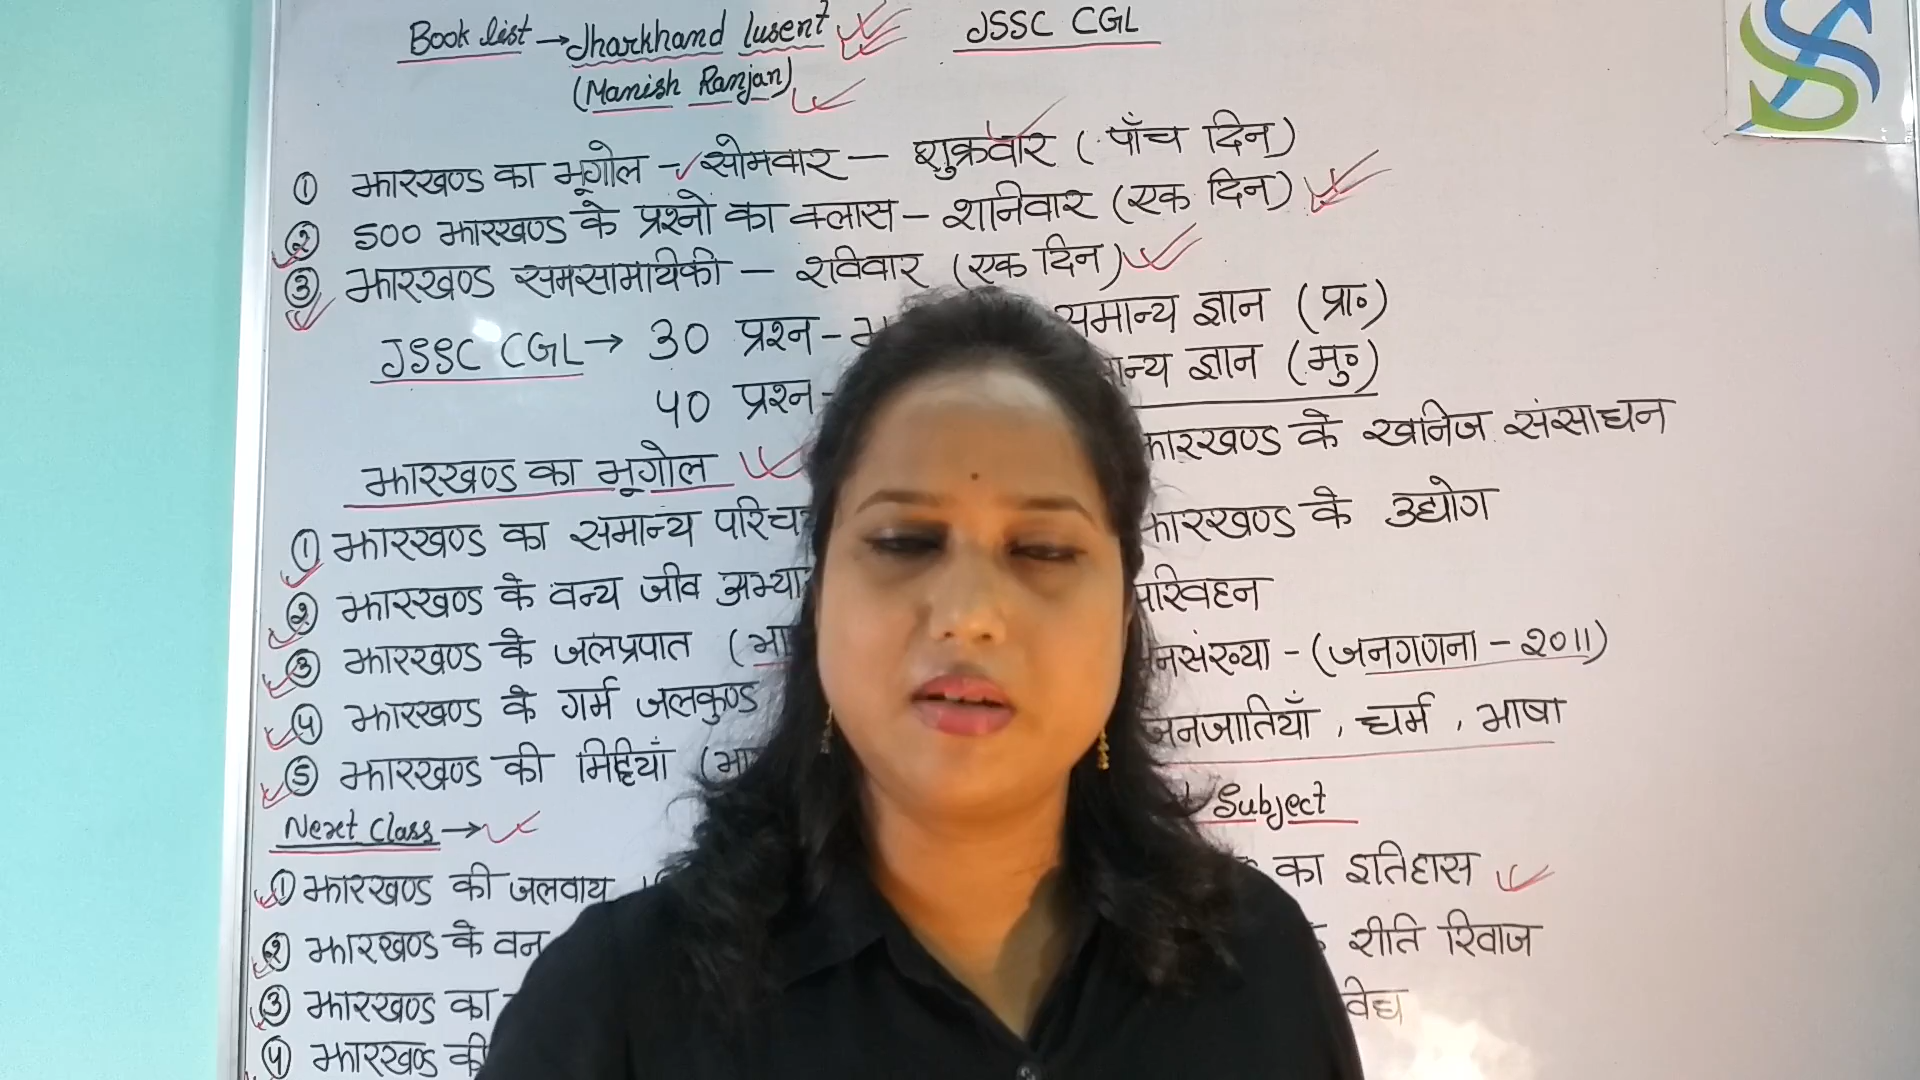 Book list → Jharkhand lusent JSSC CGL
(Manish Ranjan)
① झारखण्ड का भूगोल - सोमवार – शुक्रवार (पाँच दिन)
② 500 झारखण्ड के प्रश्नों का क्लास – शनिवार (एक दिन)
③ झारखण्ड समसामायिकी – रविवार (एक दिन)
JSSC CGL → 30 प्रश्न - समान्य ज्ञान (प्रा०)
40 प्रश्न - ज्ञान (मु०)
झारखण्ड का भूगोल
① झारखण्ड का समान्य
② झारखण्ड के वन्य जीव
③ झारखण्ड के जलप्रपात
④ झारखण्ड के गर्म जलकुण्ड
⑤ झारखण्ड की मिट्टियाँ
Next Class →
① झारखण्ड की जलवायु
② झारखण्ड के वन
③ झारखण्ड का
④ झारखण्ड की
झारखण्ड के खनिज संसाधन
झारखण्ड के उद्योग
परिवहन
जनसंख्या - (जनगणना - 2011)
जनजातियाँ, धर्म, भाषा
Subject
का इतिहास
रीति रिवाज